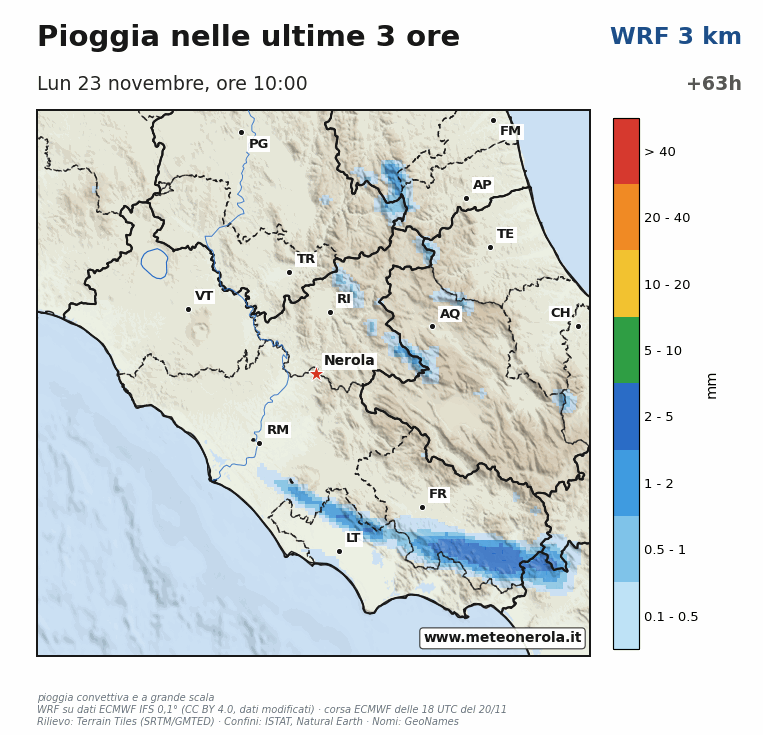 Pioggia nelle ultime 3 ore
WRF 3 km
Lun 23 novembre, ore 10:00
+63h
FM
PG
AP
TE
TR
VT
RI
AQ
CH
Nerola
RM
FR
LT
www.meteonerola.it
> 40
20 - 40
10 - 20
5 - 10
2 - 5
1 - 2
0.5 - 1
0.1 - 0.5
mm
pioggia convettiva e a grande scala
WRF su dati ECMWF IFS 0,1° (CC BY 4.0, dati modificati) · corsa ECMWF delle 18 UTC del 20/11
Rilievo: Terrain Tiles (SRTM/GMTED) · Confini: ISTAT, Natural Earth · Nomi: GeoNames